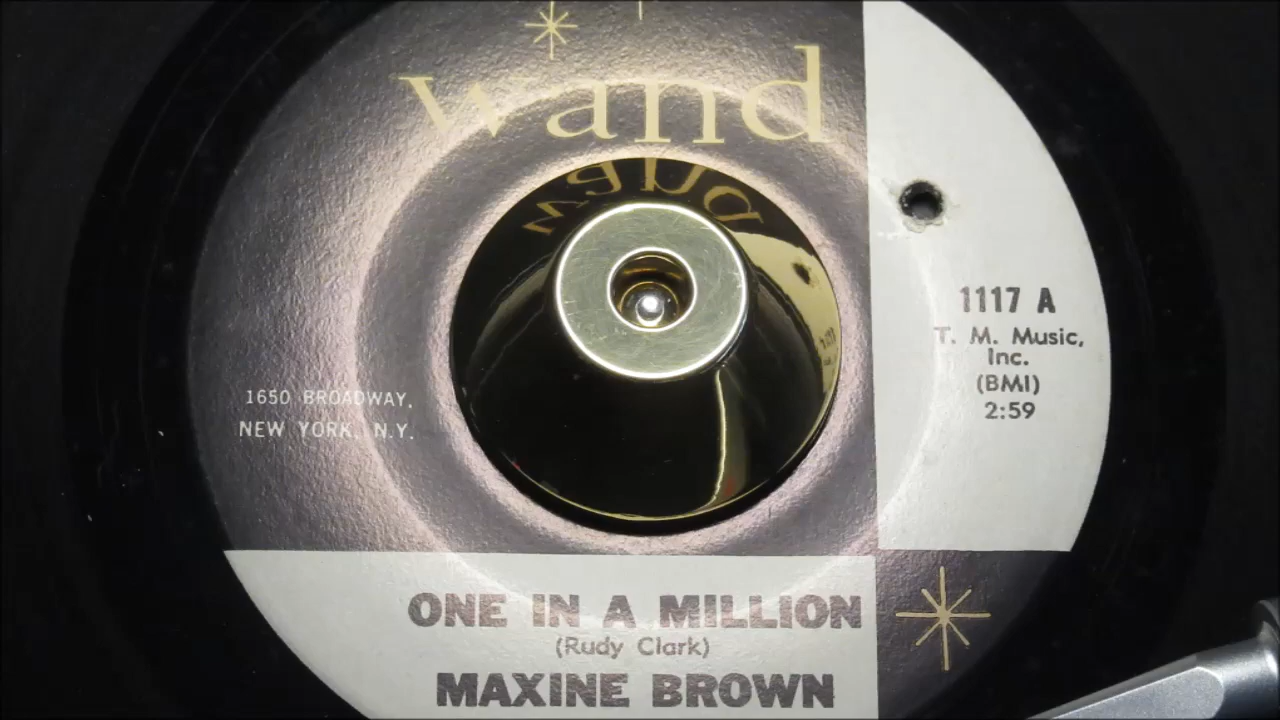 wand
1117 A
T. M. Music,
Inc.
(BMI)
2:59
1650 BROADWAY,
NEW YORK, N.Y.
ONE IN A MILLION
(Rudy Clark)
MAXINE BROWN